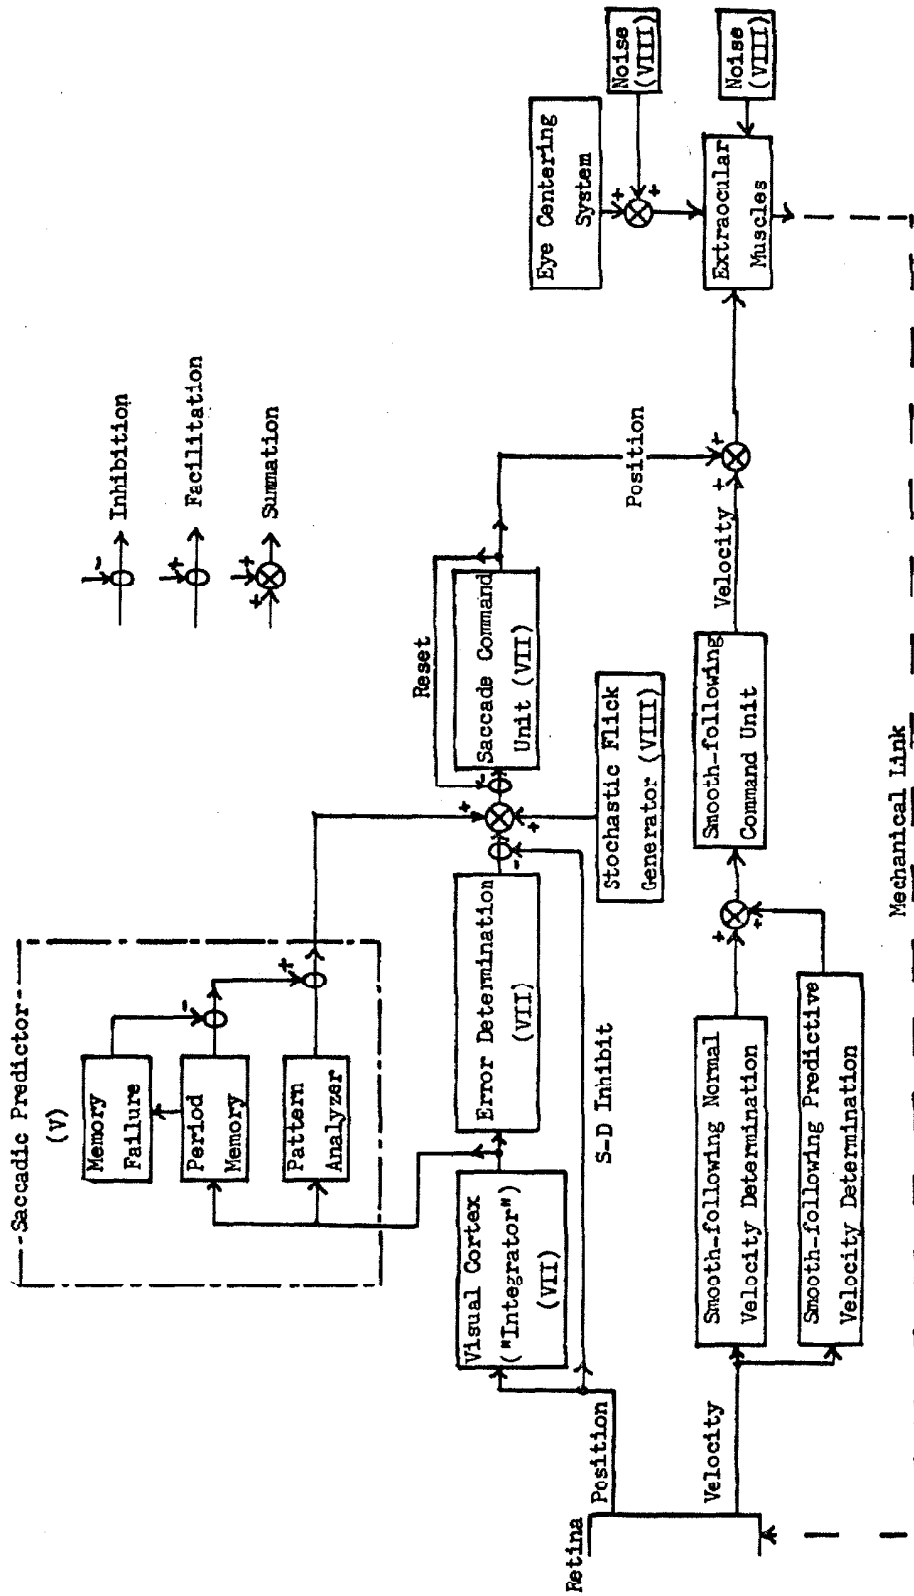 Saccadic Predictor
(V)
Memory
Failure
Period
Memory
Pattern
Analyzer
Inhibition
Facilitation
Summation
Visual Cortex
("Integrator")
(VII)
Error Determination
(VII)
Reset
Saccade Command
Unit (VII)
S-D Inhibit
Stochastic Flick
Generator (VIII)
Position
Eye Centering
System
Noise
(VIII)
Retina
Position
Velocity
Smooth-following Normal
Velocity Determination
Smooth-following Predictive
Velocity Determination
Smooth-following
Command Unit
Velocity
Extraocular
Muscles
Noise
(VIII)
Mechanical Link